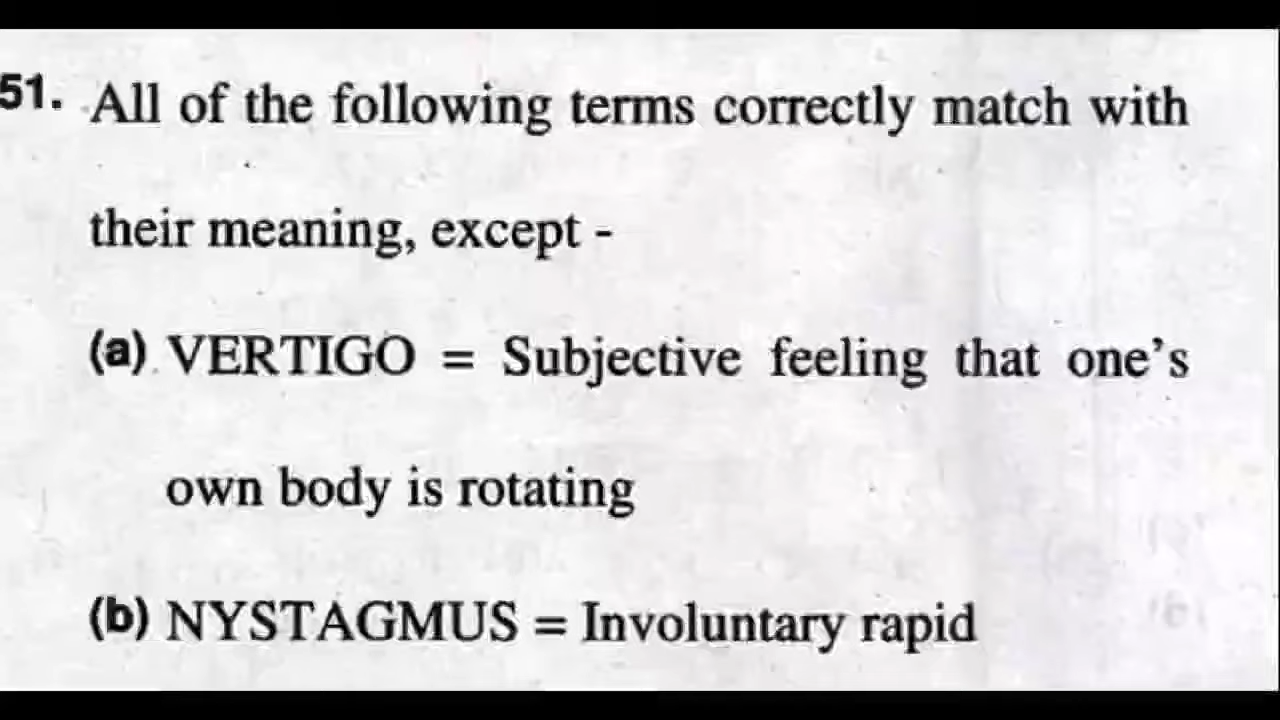 51. All of the following terms correctly match with
their meaning, except -
(a) VERTIGO = Subjective feeling that one's
own body is rotating
(b) NYSTAGMUS = Involuntary rapid